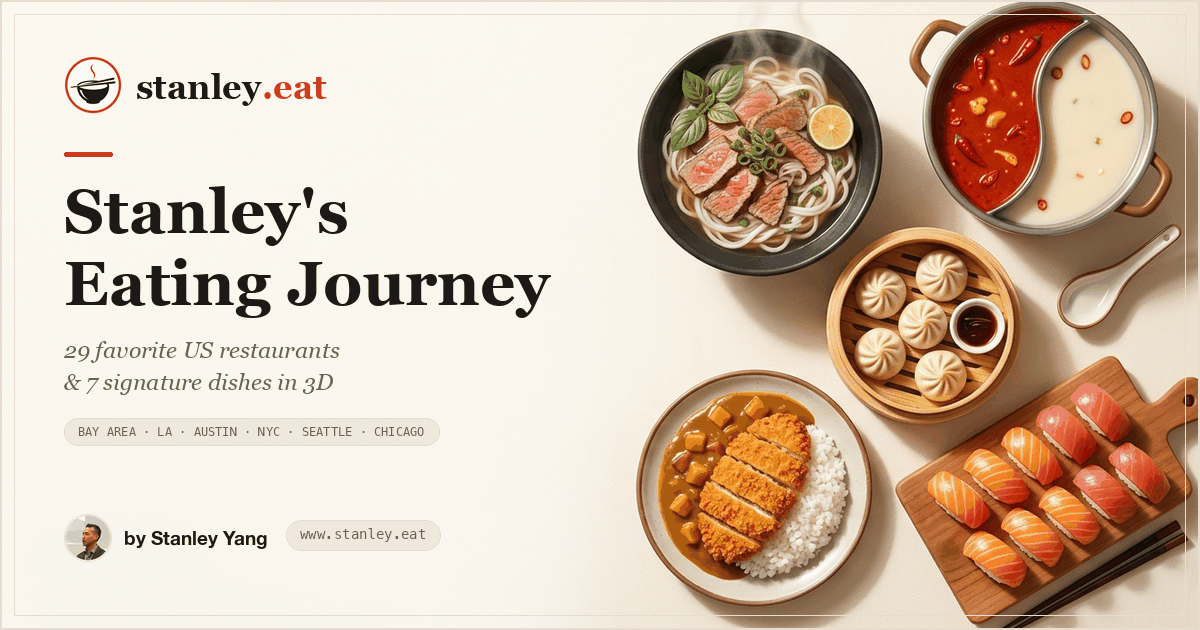 stanley.eat
Stanley's
Eating Journey
29 favorite US restaurants
& 7 signature dishes in 3D
BAY AREA · LA · AUSTIN · NYC · SEATTLE · CHICAGO
by Stanley Yang
www.stanley.eat